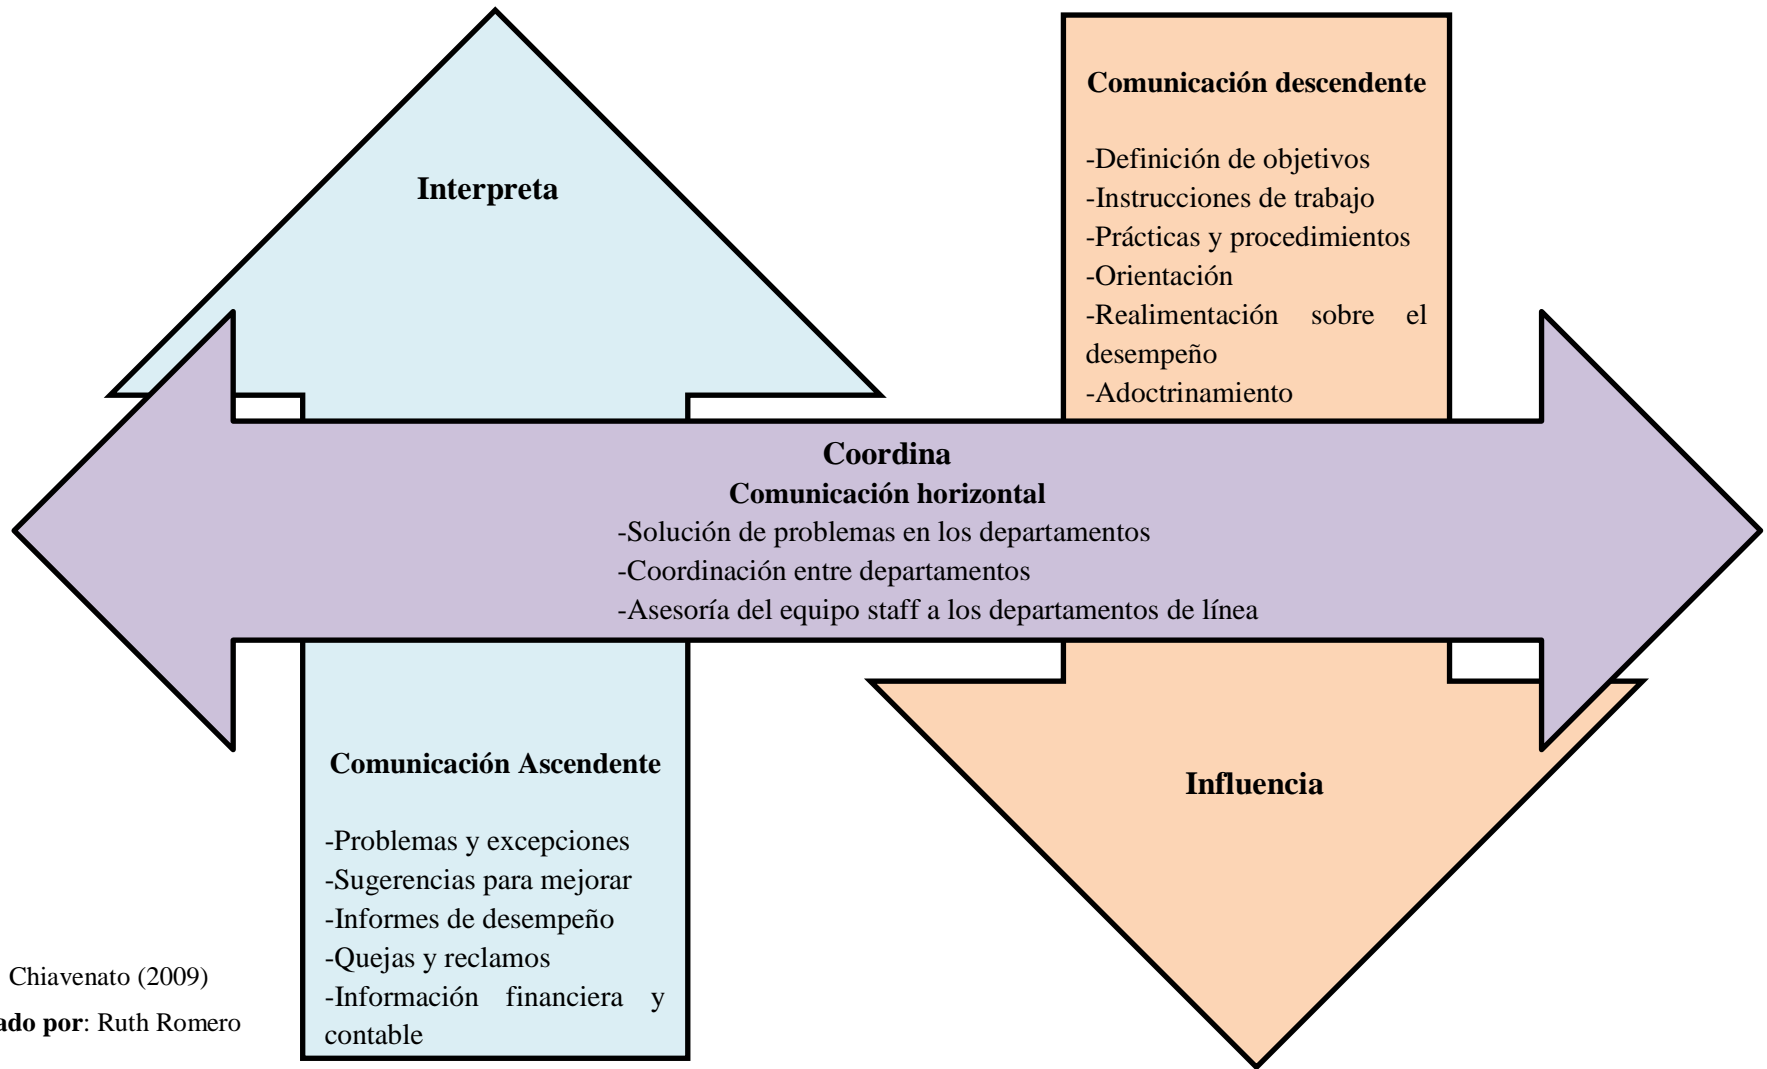 Interpreta
Comunicación descendente
-Definición de objetivos
-Instrucciones de trabajo
-Prácticas y procedimientos
-Orientación
-Realimentación sobre el
desempeño
-Adoctrinamiento
Coordina
Comunicación horizontal
-Solución de problemas en los departamentos
-Coordinación entre departamentos
-Asesoría del equipo staff a los departamentos de línea
Comunicación Ascendente
-Problemas y excepciones
-Sugerencias para mejorar
-Informes de desempeño
-Quejas y reclamos
-Información financiera y
contable
Influencia
Chiavenato (2009)
ado por: Ruth Romero